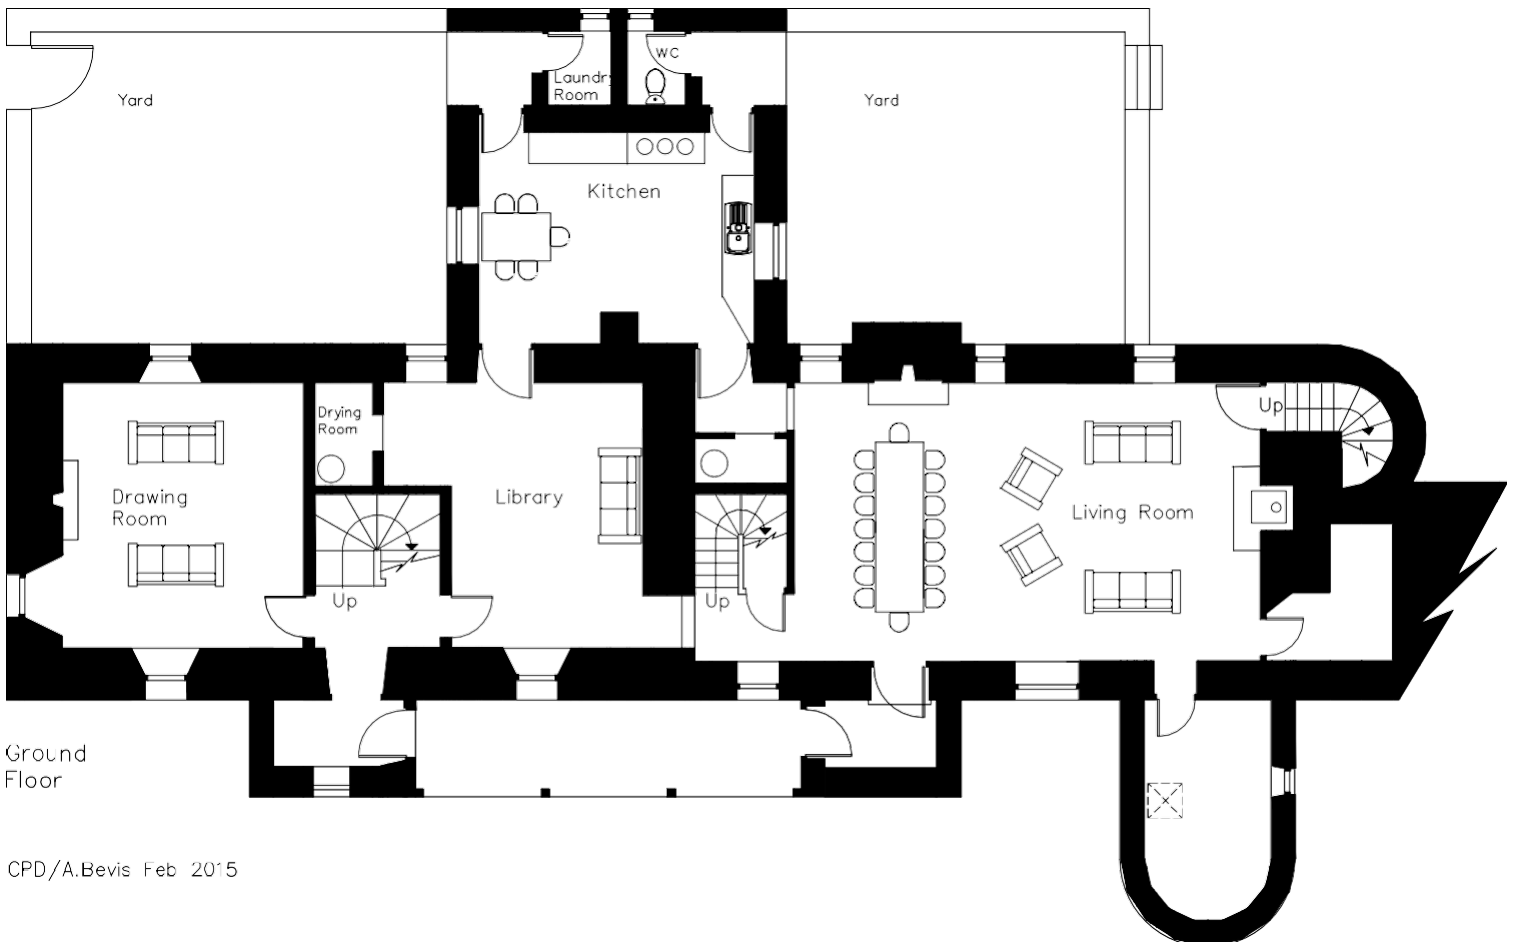 WC
Laundry
Room
Yard
Yard
Kitchen
Drying
Room
Up
Drawing
Room
Library
Living Room
Up
Up
Ground
Floor
CPD/A.Bevis Feb 2015